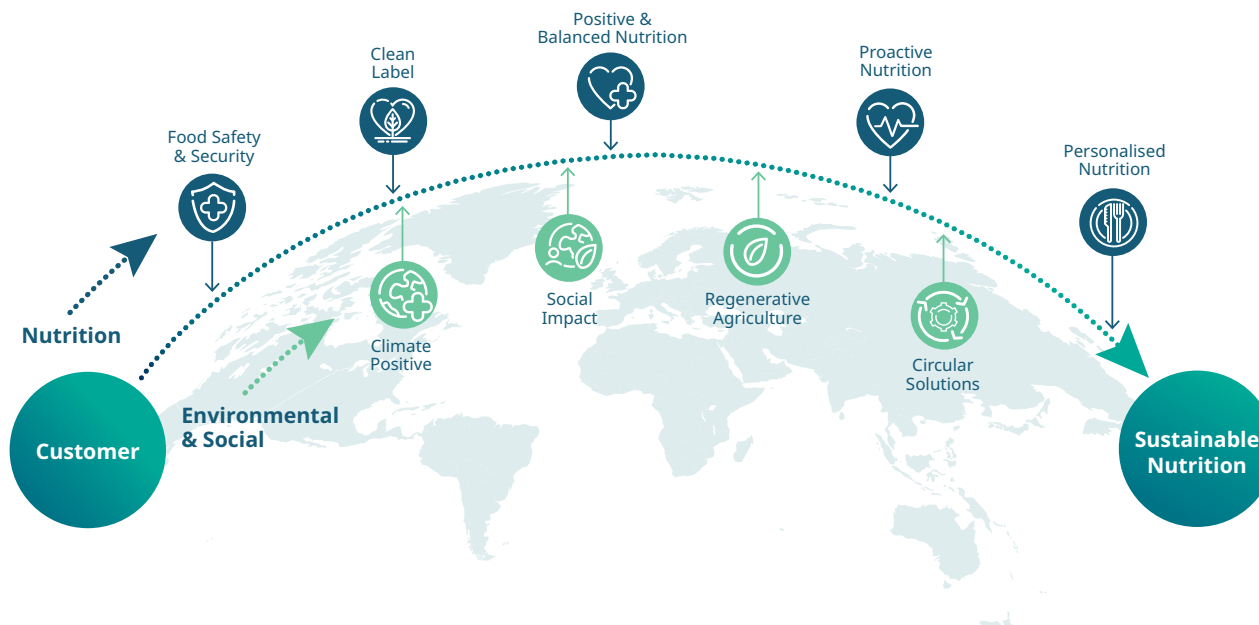 Positive &
Balanced Nutrition
Clean
Label
Proactive
Nutrition
Food Safety
& Security
Personalised
Nutrition
Nutrition
Social
Impact
Regenerative
Agriculture
Climate
Positive
Circular
Solutions
Environmental
& Social
Customer
Sustainable
Nutrition